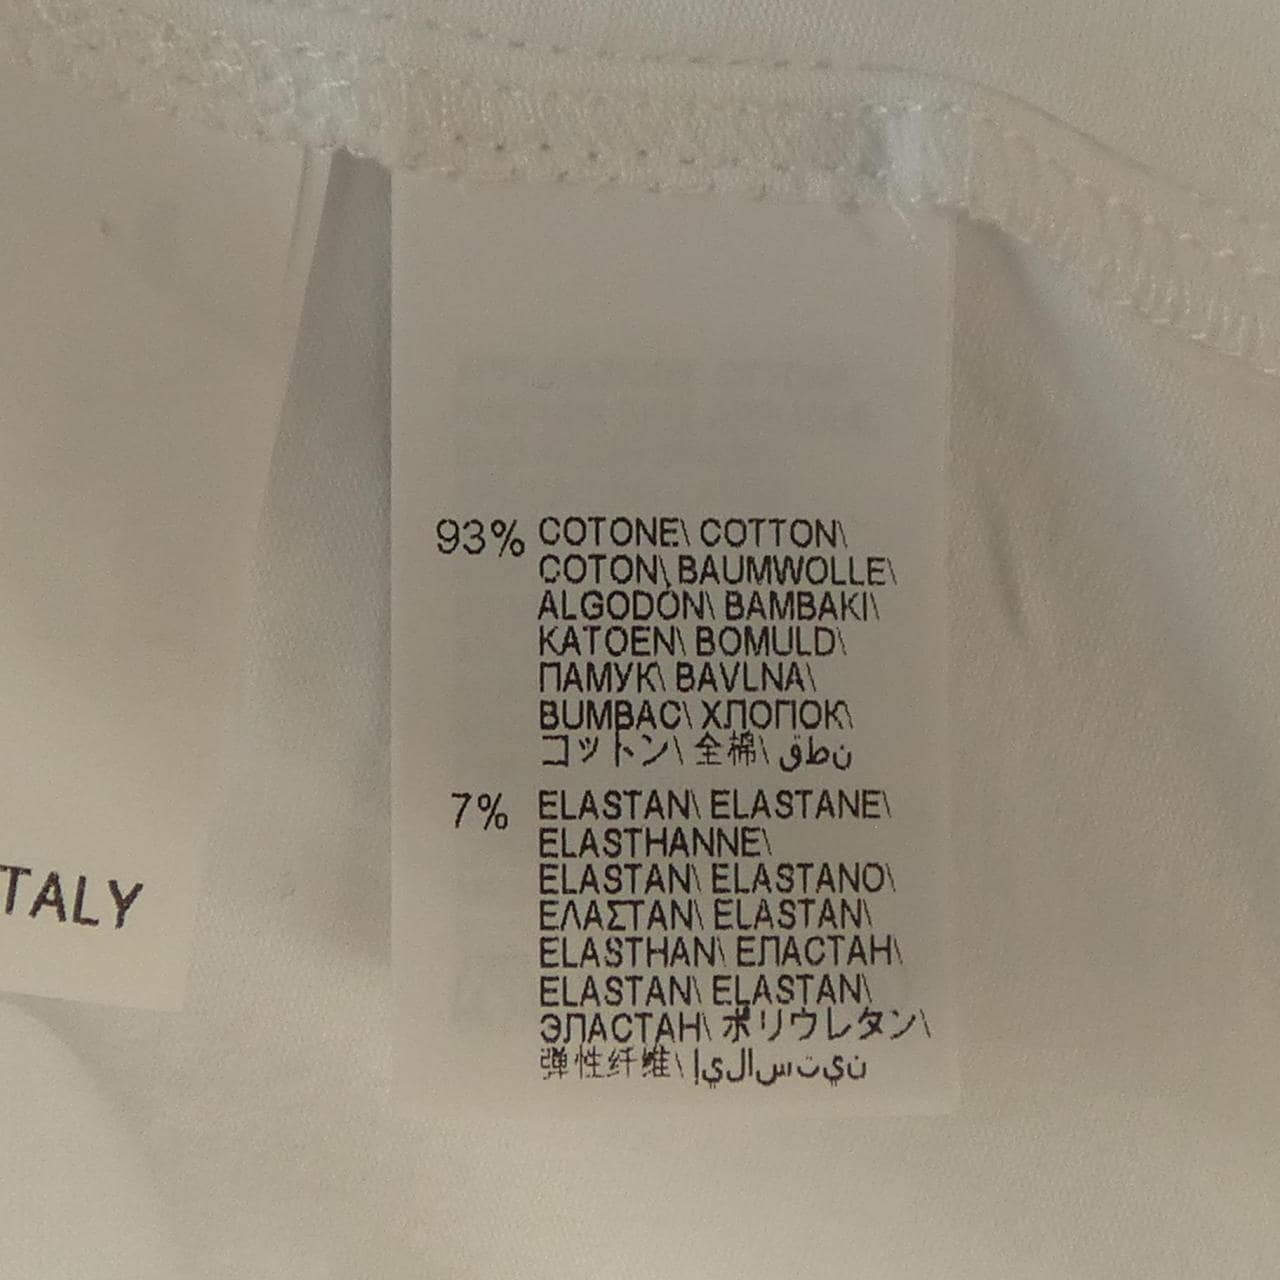 93% COTONE\ COTTON\
COTON\ BAUMWOLLE\
ALGODÓN\ BAMBAKI\
KATOEN\ BOMULD\
ПАМУК\ BAVLNA\
BUMBAC\ ХЛОПОК\
コットン\ 全棉\ قطن
7% ELASTAN\ ELASTANE\
ELASTHANNE\
ELASTAN\ ELASTANO\
ΕΛΑΣΤΑΝ\ ELASTAN\
ELASTHAN\ ЕЛАСТАН\
ELASTAN\ ELASTAN\
ЭЛАСТАН\ ポリウレタン\
弹性纤维\ إيلاستين
TALY